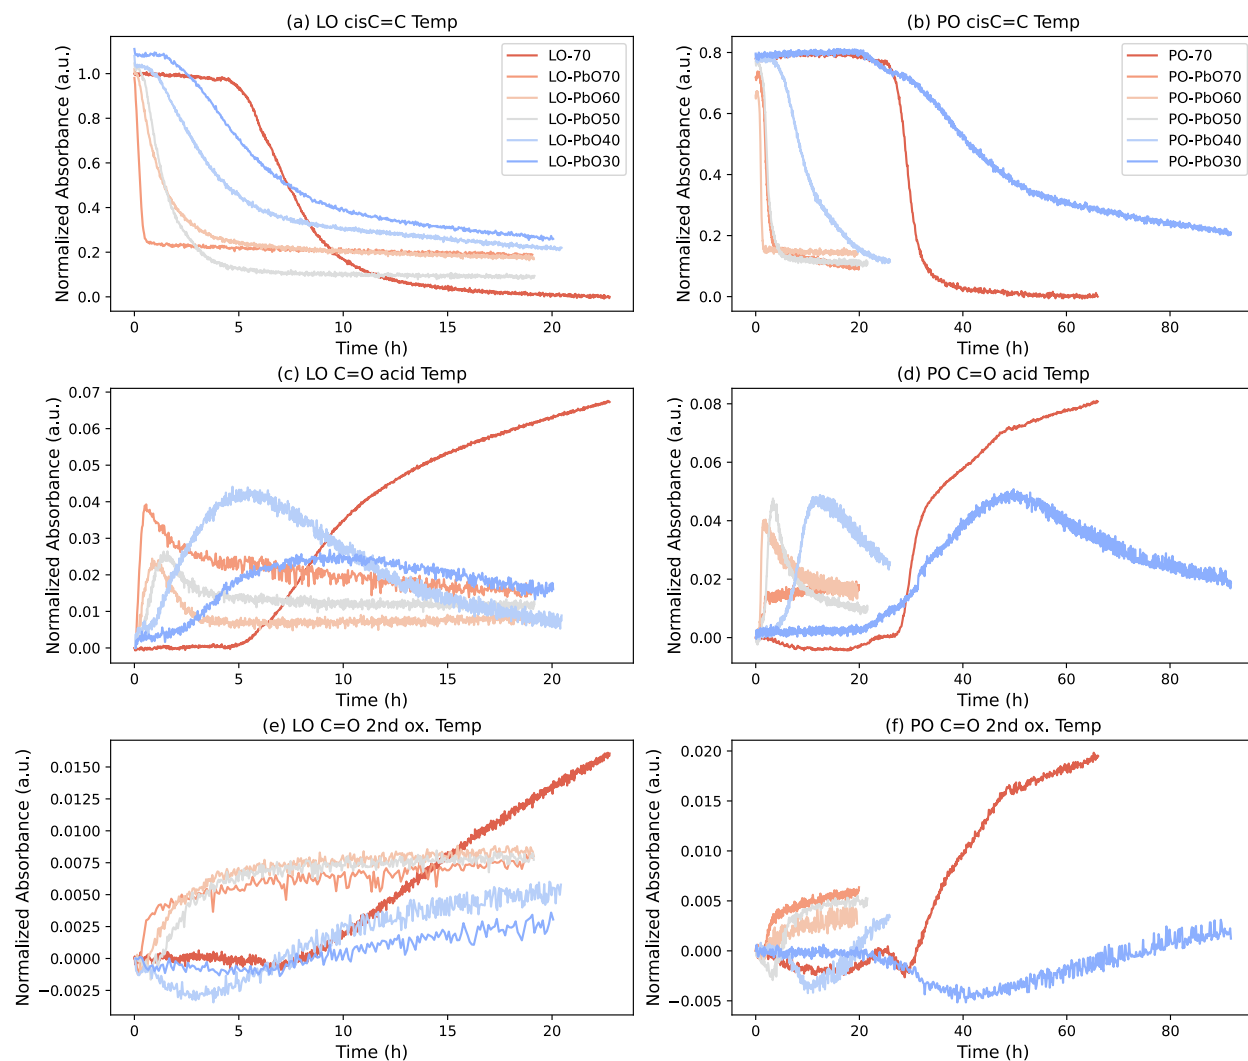 (a) LO cisC=C Temp
Normalized Absorbance (a.u.)
1.0
0.8
0.6
0.4
0.2
0.0
LO-70
LO-PbO70
LO-PbO60
LO-PbO50
LO-PbO40
LO-PbO30
0 5 10 15 20
Time (h)
(b) PO cisC=C Temp
Normalized Absorbance (a.u.)
0.8
0.6
0.4
0.2
0.0
PO-70
PO-PbO70
PO-PbO60
PO-PbO50
PO-PbO40
PO-PbO30
0 20 40 60 80
Time (h)
(c) LO C=O acid Temp
Normalized Absorbance (a.u.)
0.07
0.06
0.05
0.04
0.03
0.02
0.01
0.00
0 5 10 15 20
Time (h)
(d) PO C=O acid Temp
Normalized Absorbance (a.u.)
0.08
0.06
0.04
0.02
0.00
0 20 40 60 80
Time (h)
(e) LO C=O 2nd ox. Temp
Normalized Absorbance (a.u.)
0.0150
0.0125
0.0100
0.0075
0.0050
0.0025
0.0000
−0.0025
0 5 10 15 20
Time (h)
(f) PO C=O 2nd ox. Temp
Normalized Absorbance (a.u.)
0.020
0.015
0.010
0.005
0.000
−0.005
0 20 40 60 80
Time (h)